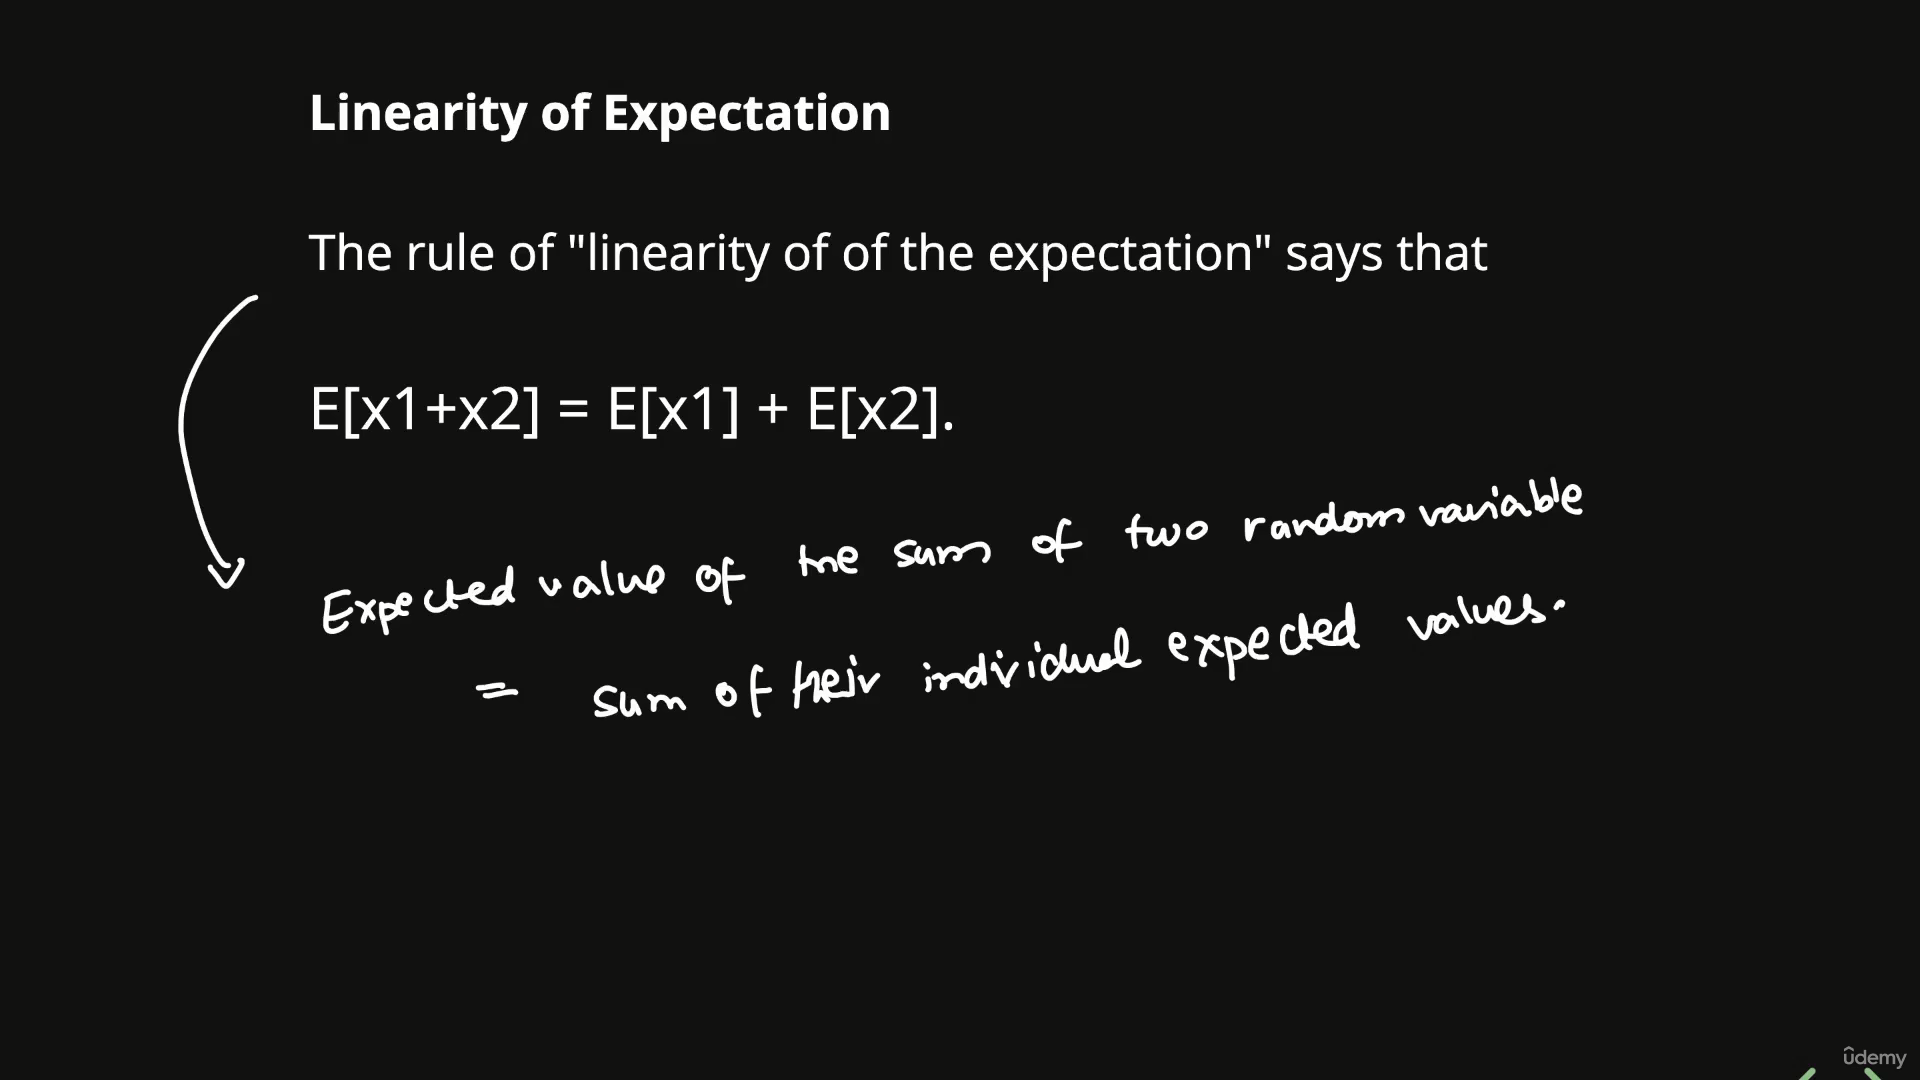 Linearity of Expectation
The rule of "linearity of of the expectation" says that
E[x1+x2] = E[x1] + E[x2].
Expected value of the sum of two random variable
= sum of their individual expected values.
ûdemy